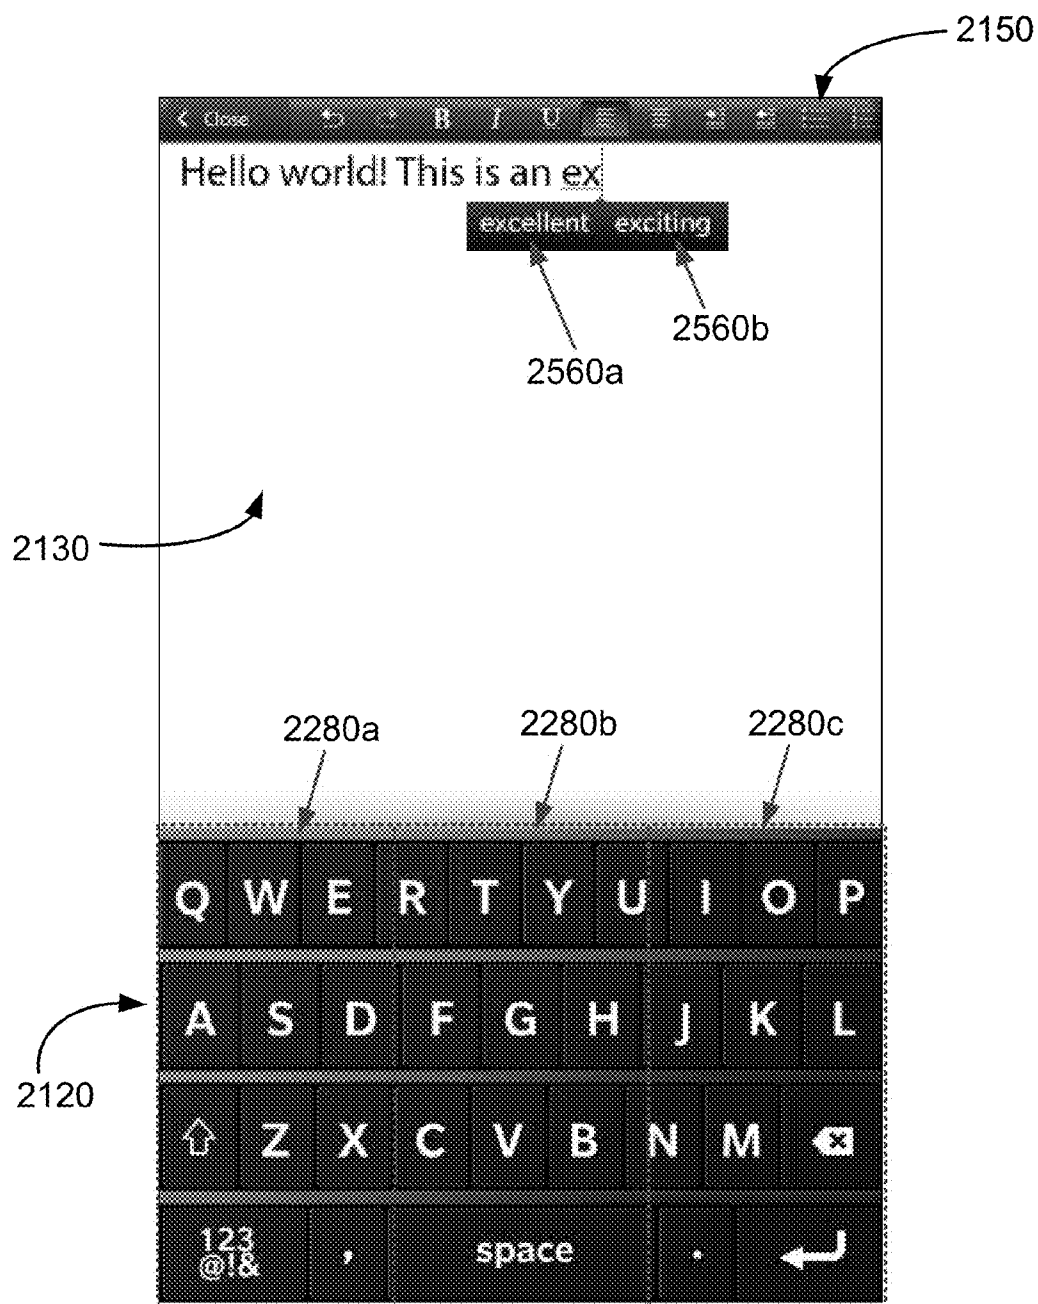 2150
Close B I U
Hello world! This is an ex
excellent exciting
2560b
2560a
2130
2280a 2280b 2280c
Q W E R T Y U I O P
A S D F G H J K L
2120
Z X C V B N M
123 , space .
@!&